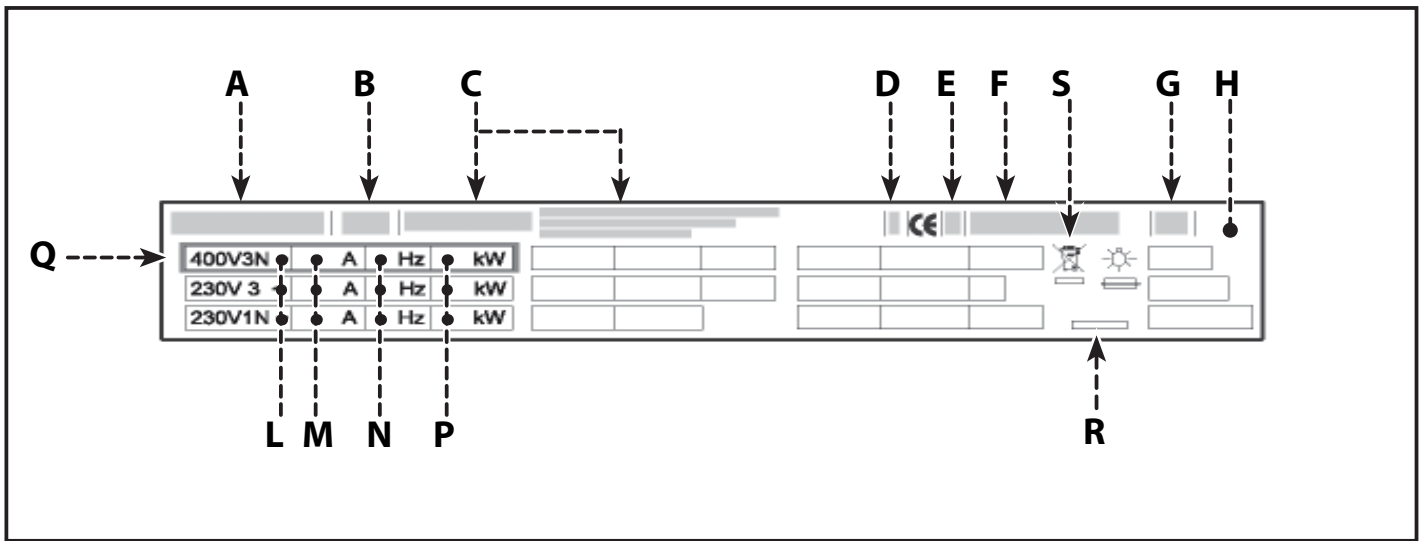 A B C D E F S G H
CE
Q
400V3N A Hz kW
230V 3 A Hz kW
230V1N A Hz kW
L M N P
R